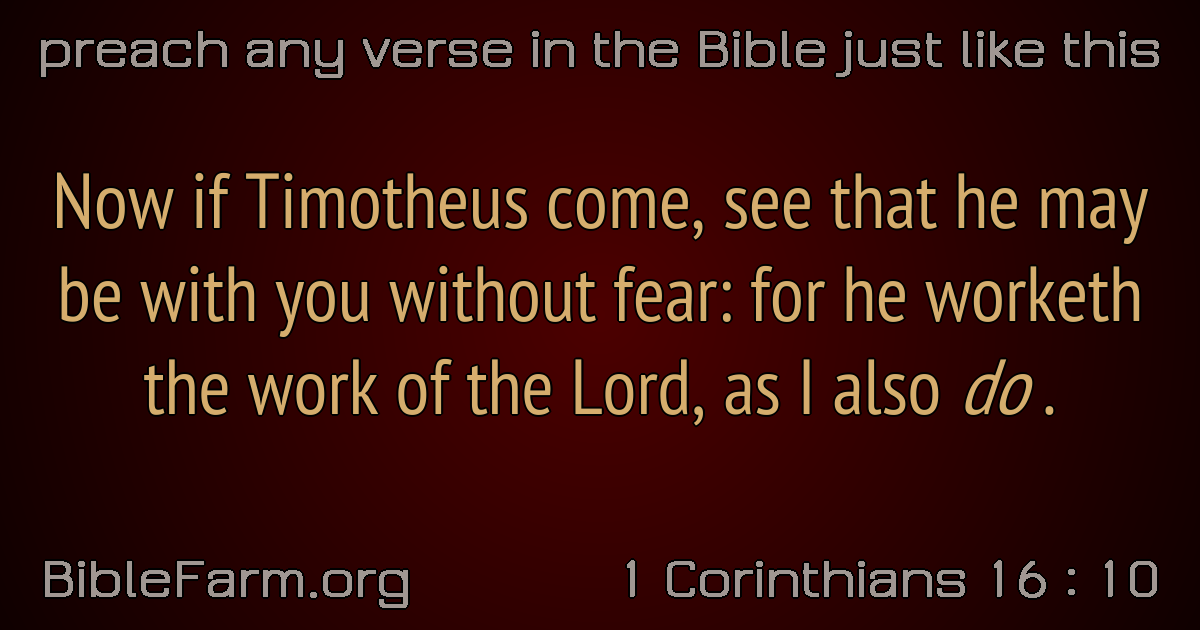 preach any verse in the Bible just like this
Now if Timotheus come, see that he may
be with you without fear: for he worketh
the work of the Lord, as I also do .
BibleFarm.org
1 Corinthians 16 : 10